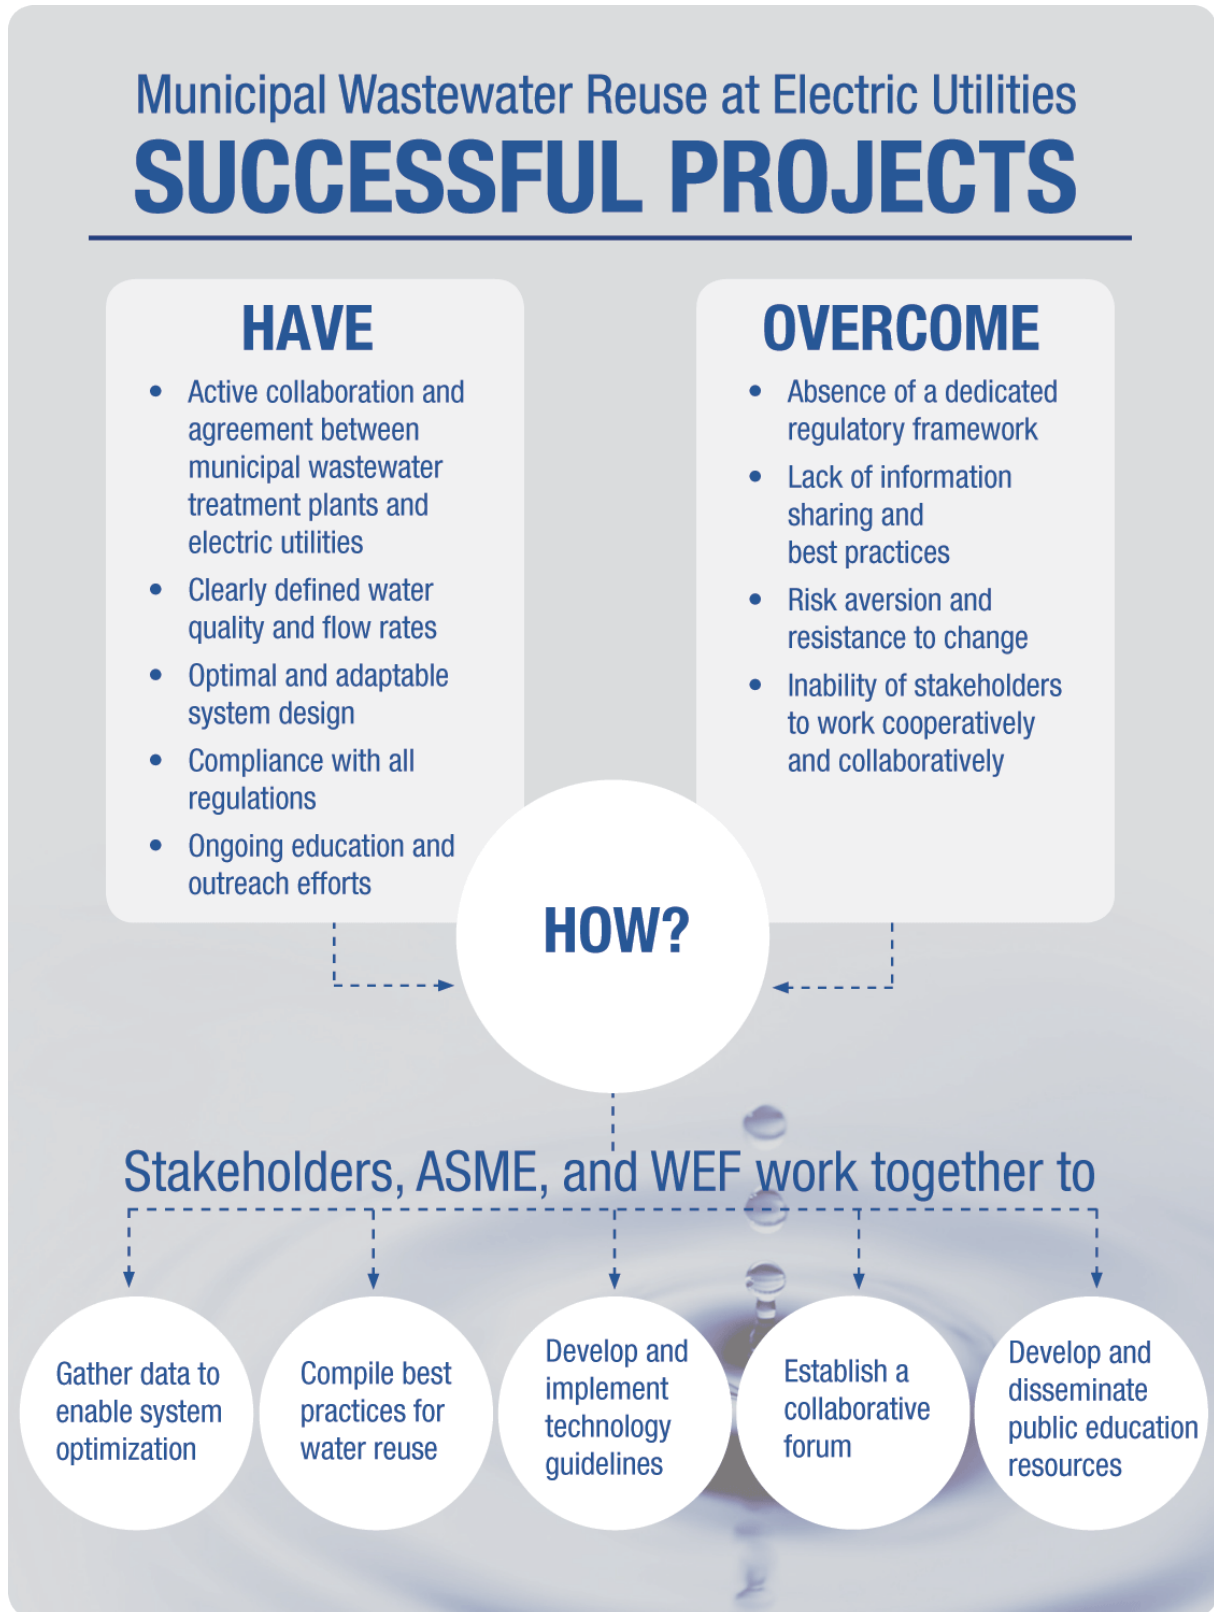 Municipal Wastewater Reuse at Electric Utilities
SUCCESSFUL PROJECTS
HAVE
• Active collaboration and
agreement between
municipal wastewater
treatment plants and
electric utilities
• Clearly defined water
quality and flow rates
• Optimal and adaptable
system design
• Compliance with all
regulations
• Ongoing education and
outreach efforts
OVERCOME
• Absence of a dedicated
regulatory framework
• Lack of information
sharing and
best practices
• Risk aversion and
resistance to change
• Inability of stakeholders
to work cooperatively
and collaboratively
HOW?
Stakeholders, ASME, and WEF work together to
Gather data to
enable system
optimization
Compile best
practices for
water reuse
Develop and
implement
technology
guidelines
Establish a
collaborative
forum
Develop and
disseminate
public education
resources